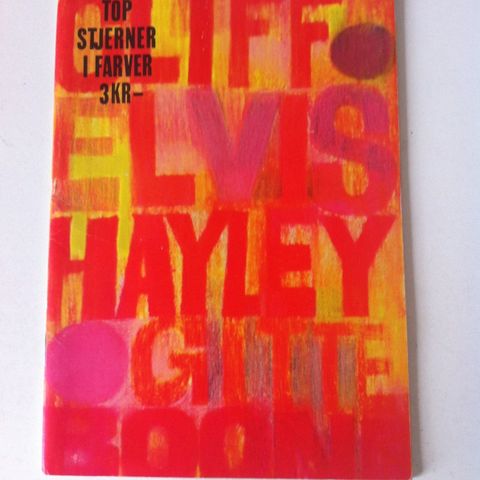 TOP
STJERNER
I FARVER
3KR-
CLIFF
ELVIS
HAYLEY
GITTE
BOONE